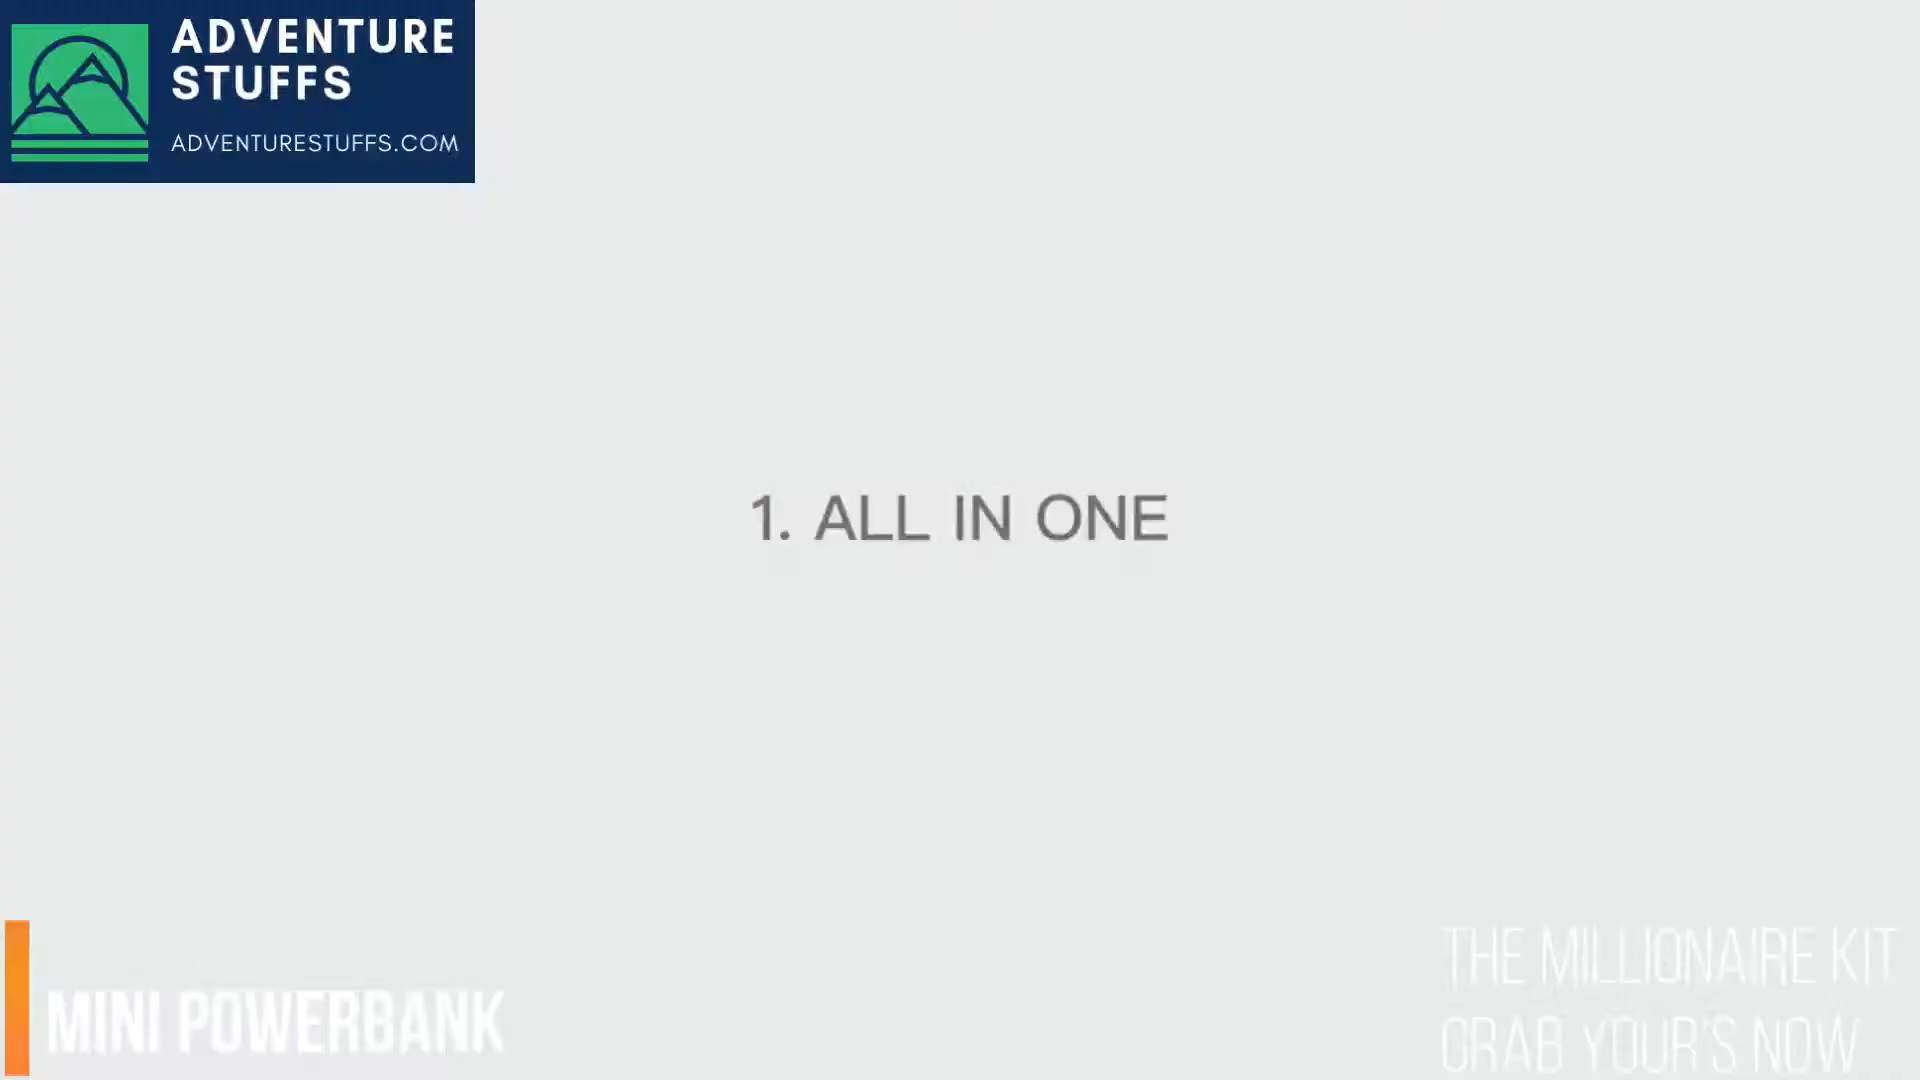 ADVENTURE
STUFFS
ADVENTURESTUFFS.COM
1. ALL IN ONE
MINI POWERBANK
THE MILLIONAIRE KIT
GRAB YOUR'S NOW